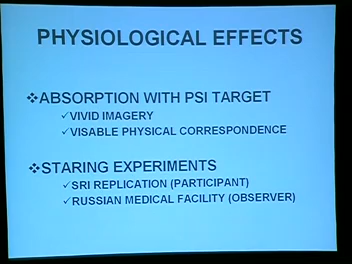 PHYSIOLOGICAL EFFECTS
❖ABSORPTION WITH PSI TARGET
✓VIVID IMAGERY
✓VISABLE PHYSICAL CORRESPONDENCE
❖STARING EXPERIMENTS
✓SRI REPLICATION (PARTICIPANT)
✓RUSSIAN MEDICAL FACILITY (OBSERVER)